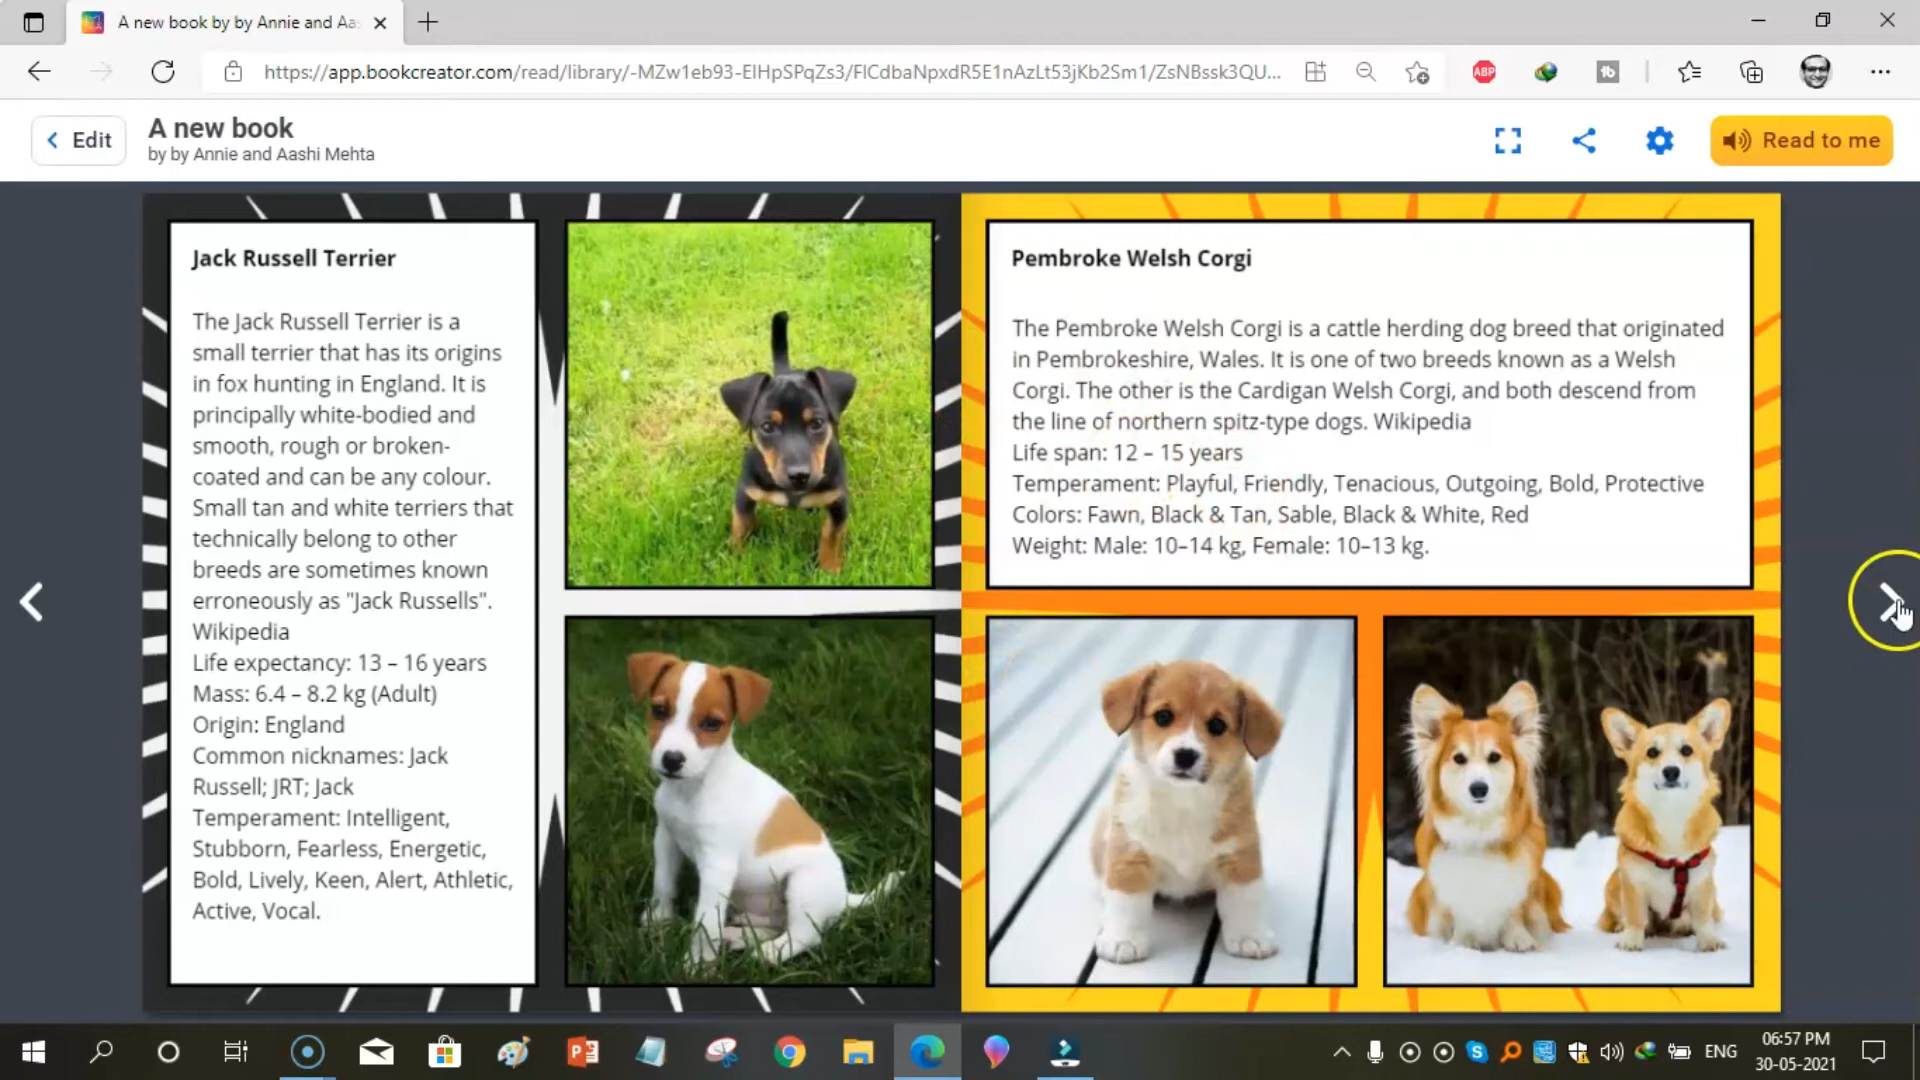 A new book by by Annie and Aa
https://app.bookcreator.com/read/library/-MZw1eb93-ElHpSPqZs3/FlCdbaNpxdR5E1nAzLt53jKb2Sm1/ZsNBssk3QU...
ABP
Edit
A new book
by by Annie and Aashi Mehta
Read to me
Jack Russell Terrier
The Jack Russell Terrier is a
small terrier that has its origins
in fox hunting in England. It is
principally white-bodied and
smooth, rough or broken-
coated and can be any colour.
Small tan and white terriers that
technically belong to other
breeds are sometimes known
erroneously as "Jack Russells".
Wikipedia
Life expectancy: 13 – 16 years
Mass: 6.4 – 8.2 kg (Adult)
Origin: England
Common nicknames: Jack
Russell; JRT; Jack
Temperament: Intelligent,
Stubborn, Fearless, Energetic,
Bold, Lively, Keen, Alert, Athletic,
Active, Vocal.
Pembroke Welsh Corgi
The Pembroke Welsh Corgi is a cattle herding dog breed that originated
in Pembrokeshire, Wales. It is one of two breeds known as a Welsh
Corgi. The other is the Cardigan Welsh Corgi, and both descend from
the line of northern spitz-type dogs. Wikipedia
Life span: 12 – 15 years
Temperament: Playful, Friendly, Tenacious, Outgoing, Bold, Protective
Colors: Fawn, Black & Tan, Sable, Black & White, Red
Weight: Male: 10–14 kg, Female: 10–13 kg.
ENG
06:57 PM
30-05-2021